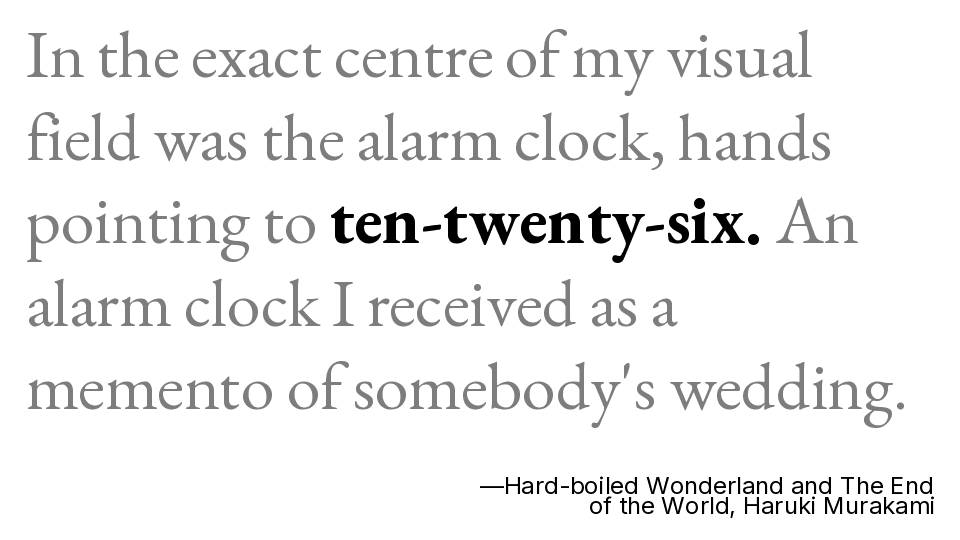 In the exact centre of my visual
field was the alarm clock, hands
pointing to ten-twenty-six. An
alarm clock I received as a
memento of somebody's wedding.
—Hard-boiled Wonderland and The End
of the World, Haruki Murakami